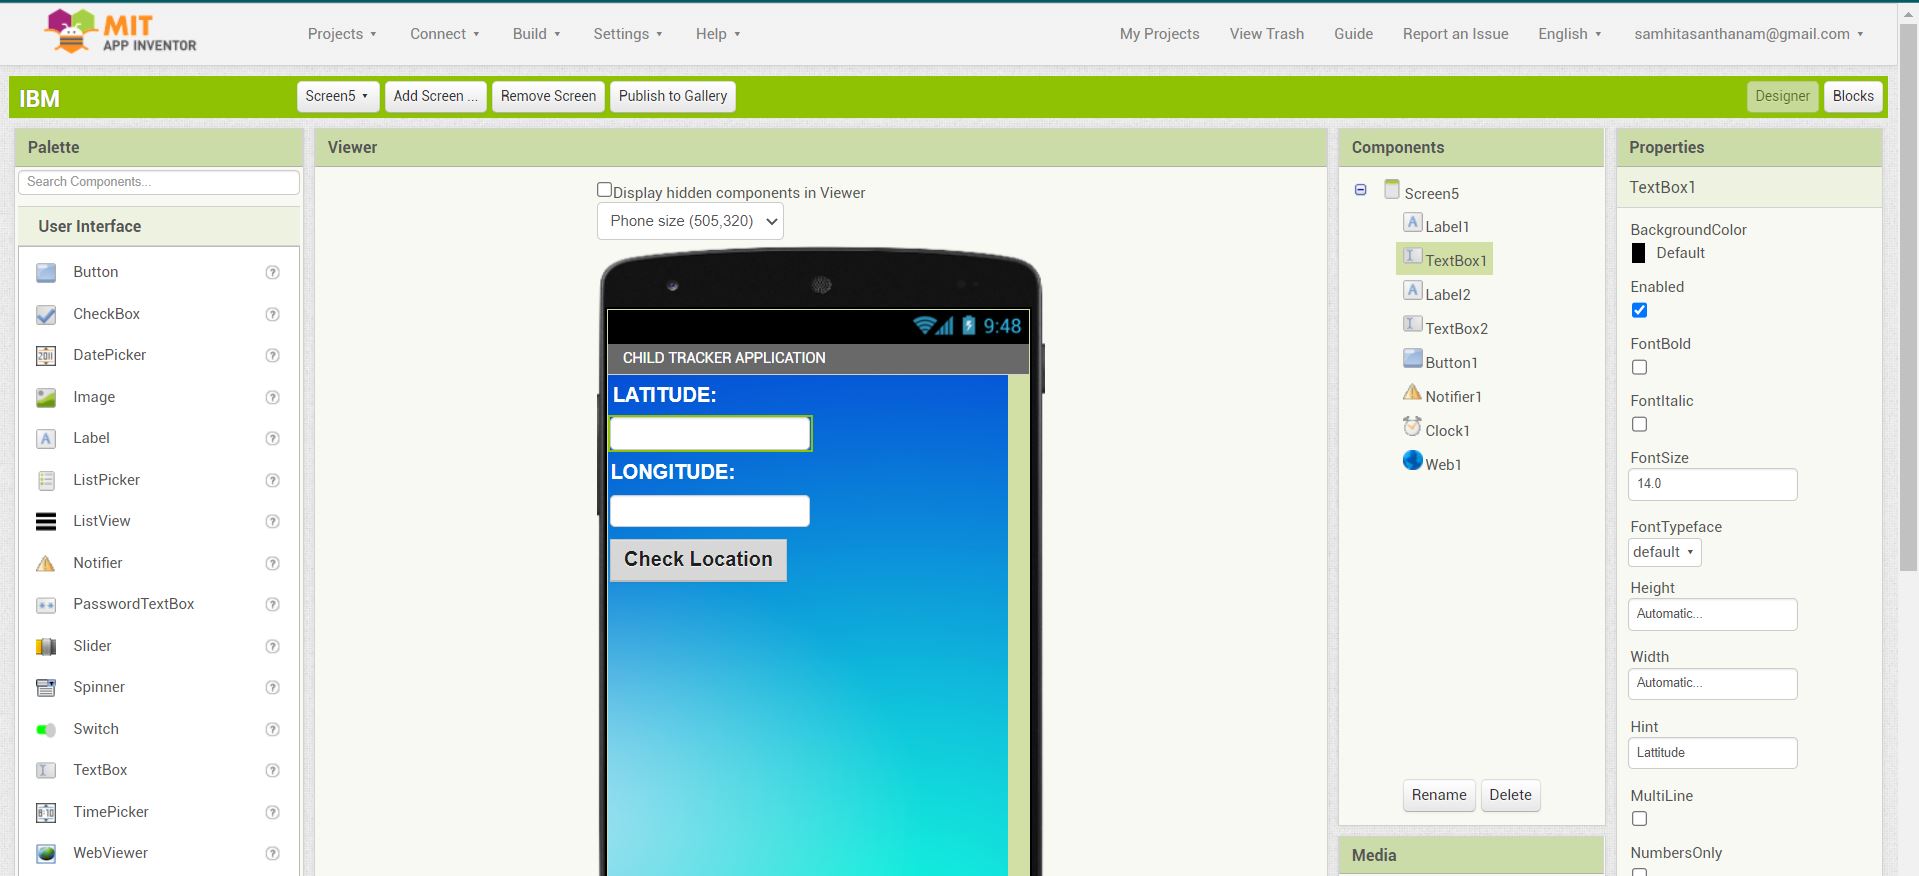 MIT
APP INVENTOR
Projects Connect Build Settings Help My Projects View Trash Guide Report an Issue English samhitasanthanam@gmail.com
IBM Screen5 Add Screen ... Remove Screen Publish to Gallery Designer Blocks
Palette
Search Components...
User Interface
Button ?
CheckBox ?
2011 DatePicker ?
Image ?
A Label ?
ListPicker ?
ListView ?
Notifier ?
PasswordTextBox ?
Slider ?
Spinner ?
Switch ?
TextBox ?
8:10 TimePicker ?
WebViewer ?
Viewer
Display hidden components in Viewer
Phone size (505,320)
9:48
CHILD TRACKER APPLICATION
LATITUDE:
LONGITUDE:
Check Location
Components
Screen5
A Label1
TextBox1
A Label2
TextBox2
Button1
Notifier1
Clock1
Web1
Rename Delete
Media
Properties
TextBox1
BackgroundColor
Default
Enabled
FontBold
FontItalic
FontSize
14.0
FontTypeface
default
Height
Automatic...
Width
Automatic...
Hint
Lattitude
MultiLine
NumbersOnly